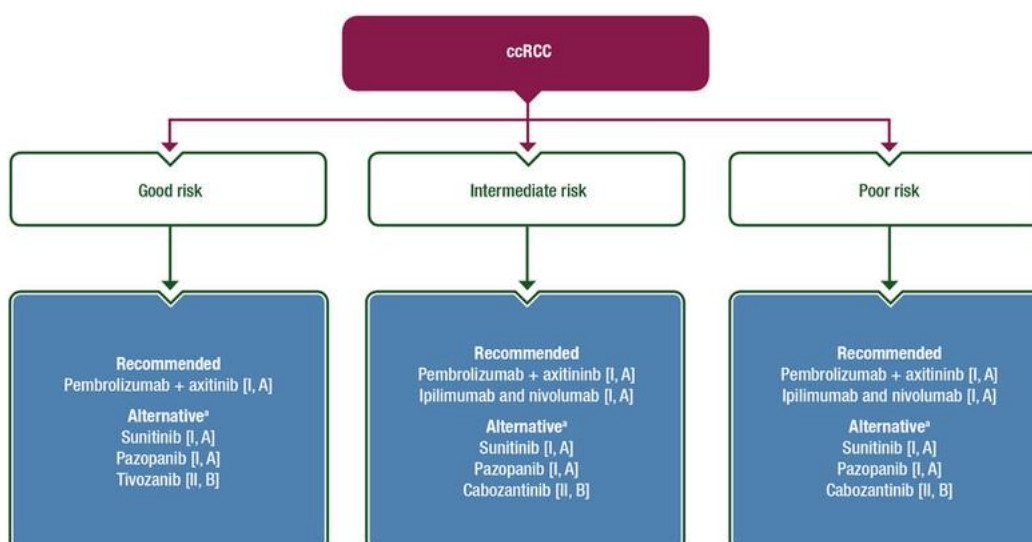 ccRCC
Good risk
Intermediate risk
Poor risk
Recommended
Pembrolizumab + axitinib [I, A]
Alternativeª
Sunitinib [I, A]
Pazopanib [I, A]
Tivozanib [II, B]
Recommended
Pembrolizumab + axitininb [I, A]
Ipilimumab and nivolumab [I, A]
Alternativeª
Sunitinib [I, A]
Pazopanib [I, A]
Cabozantinib [II, B]
Recommended
Pembrolizumab + axitininb [I, A]
Ipilimumab and nivolumab [I, A]
Alternativeª
Sunitinib [I, A]
Pazopanib [I, A]
Cabozantinib [II, B]